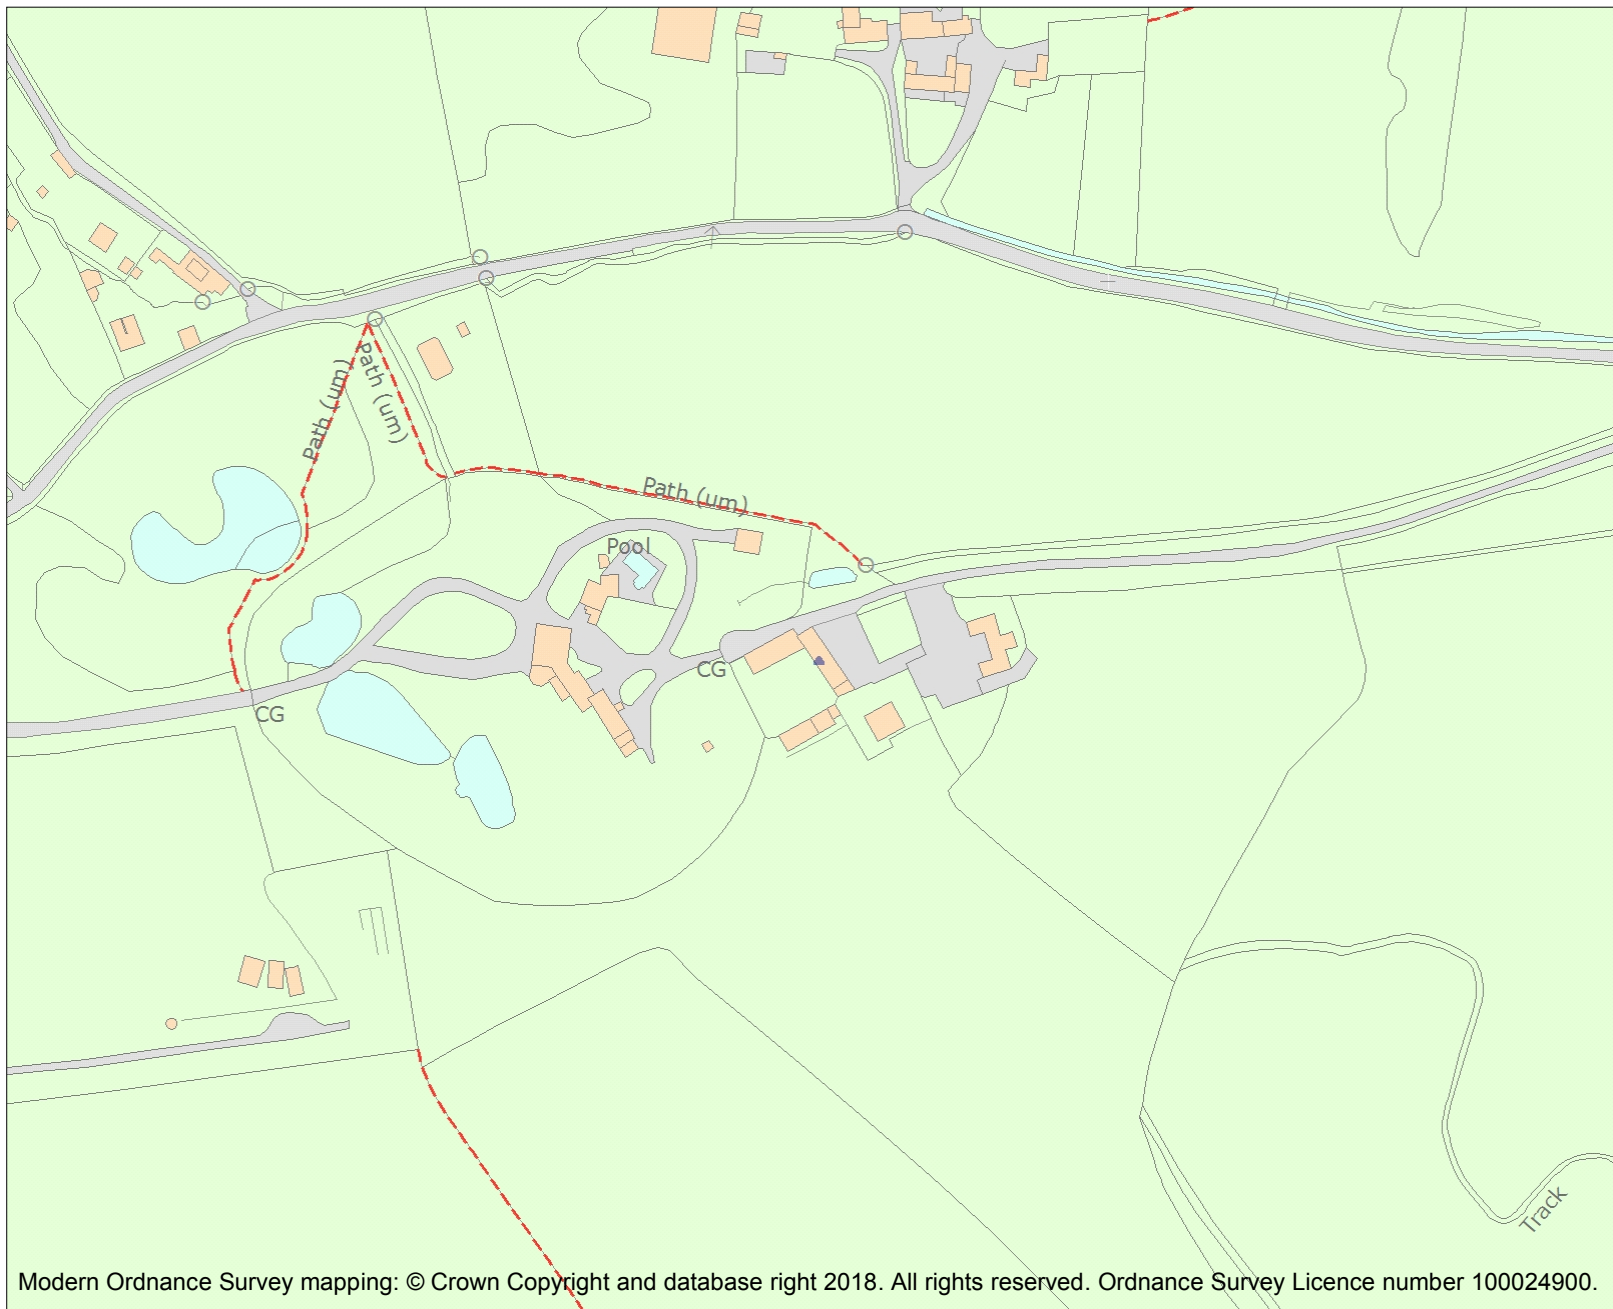 Path (um)
Path (um)
Path (um)
Pool
CG
CG
Track
Modern Ordnance Survey mapping: © Crown Copyright and database right 2018. All rights reserved. Ordnance Survey Licence number 100024900.